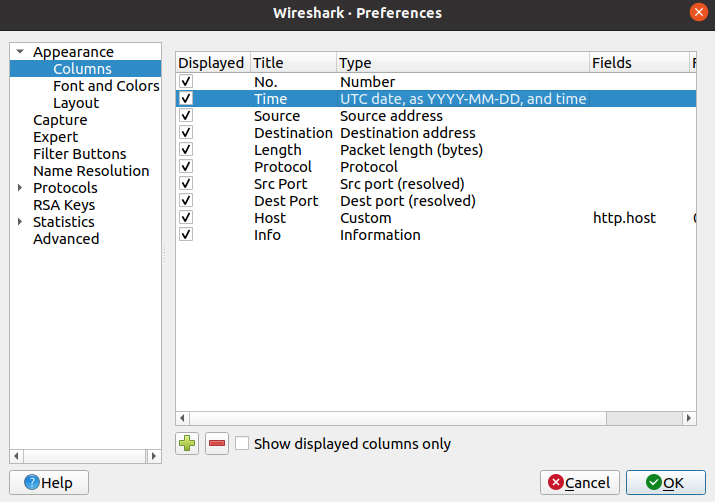 Wireshark · Preferences
Appearance
Columns
Font and Colors
Layout
Capture
Expert
Filter Buttons
Name Resolution
Protocols
RSA Keys
Statistics
Advanced
Displayed Title Type Fields
No. Number
Time UTC date, as YYYY-MM-DD, and time
Source Source address
Destination Destination address
Length Packet length (bytes)
Protocol Protocol
Src Port Src port (resolved)
Dest Port Dest port (resolved)
Host Custom http.host
Info Information
Show displayed columns only
Help
Cancel
OK